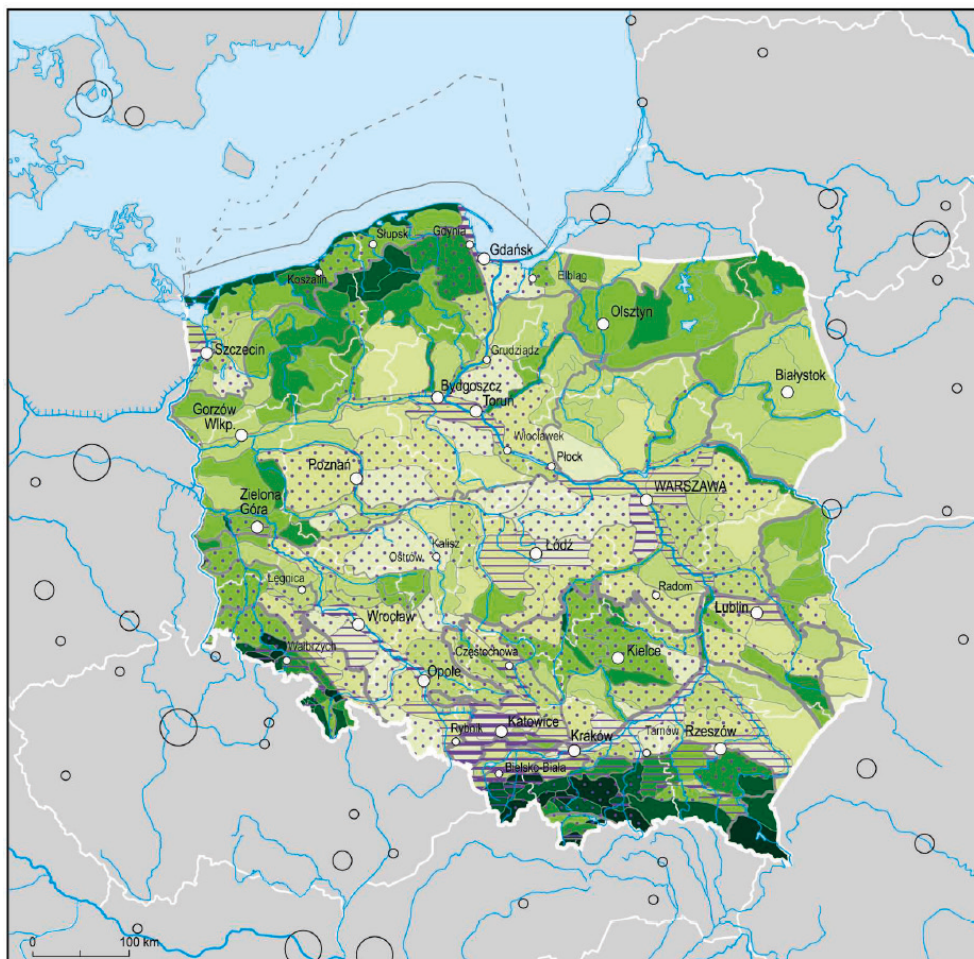 Słupsk
Gdynia
Gdańsk
Koszalin
Elbląg
Olsztyn
Szczecin
Grudziądz
Białystok
Bydgoszcz
Toruń
Gorzów
Wlkp.
Włocławek
Płock
Poznań
WARSZAWA
Zielona
Góra
Kalisz
Ostrów.
Łódź
Legnica
Radom
Lublin
Wrocław
Wałbrzych
Częstochowa
Kielce
Opole
Katowice
Rybnik
Kraków
Tarnów
Rzeszów
Bielsko-Biała
0 100 km